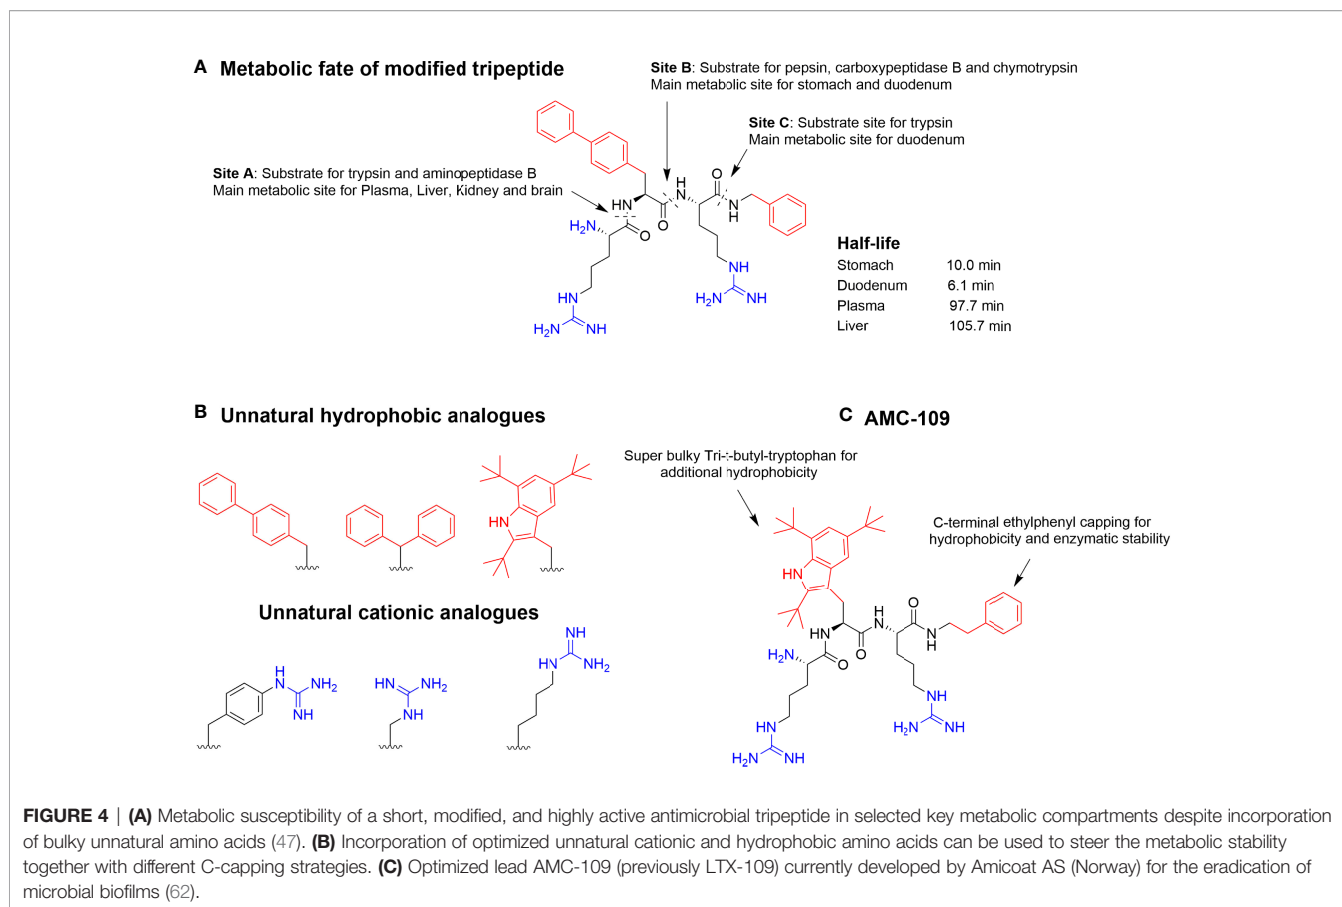 A Metabolic fate of modified tripeptide
Site B: Substrate for pepsin, carboxypeptidase B and chymotrypsin
Main metabolic site for stomach and duodenum
Site C: Substrate site for trypsin
Main metabolic site for duodenum
Site A: Substrate for trypsin and aminopeptidase B
Main metabolic site for Plasma, Liver, Kidney and brain
H
N
O
HN
O
N
H
H2N
O
HN
H2N NH
NH
H2N NH
Half-life
Stomach 10.0 min
Duodenum 6.1 min
Plasma 97.7 min
Liver 105.7 min
B Unnatural hydrophobic analogues
HN
Unnatural cationic analogues
H
N NH2
NH
HN NH2
NH
NH
HN NH2
C AMC-109
Super bulky Tri-t-butyl-tryptophan for
additional hydrophobicity
C-terminal ethylphenyl capping for
hydrophobicity and enzymatic stability
HN
H
N
O
HN
O
N
H
H2N
O
NH
H2N NH
HN
H2N NH
FIGURE 4 | (A) Metabolic susceptibility of a short, modified, and highly active antimicrobial tripeptide in selected key metabolic compartments despite incorporation
of bulky unnatural amino acids (47). (B) Incorporation of optimized unnatural cationic and hydrophobic amino acids can be used to steer the metabolic stability
together with different C-capping strategies. (C) Optimized lead AMC-109 (previously LTX-109) currently developed by Amicoat AS (Norway) for the eradication of
microbial biofilms (62).